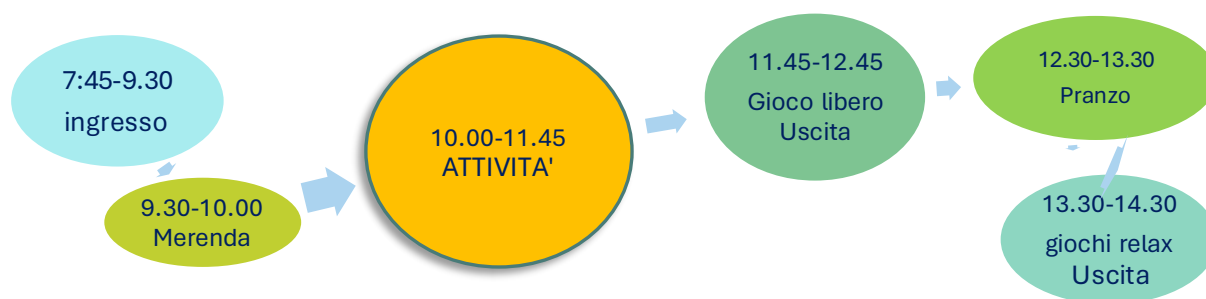 7:45-9.30
ingresso
9.30-10.00
Merenda
10.00-11.45
ATTIVITA'
11.45-12.45
Gioco libero
Uscita
12.30-13.30
Pranzo
13.30-14.30
giochi relax
Uscita